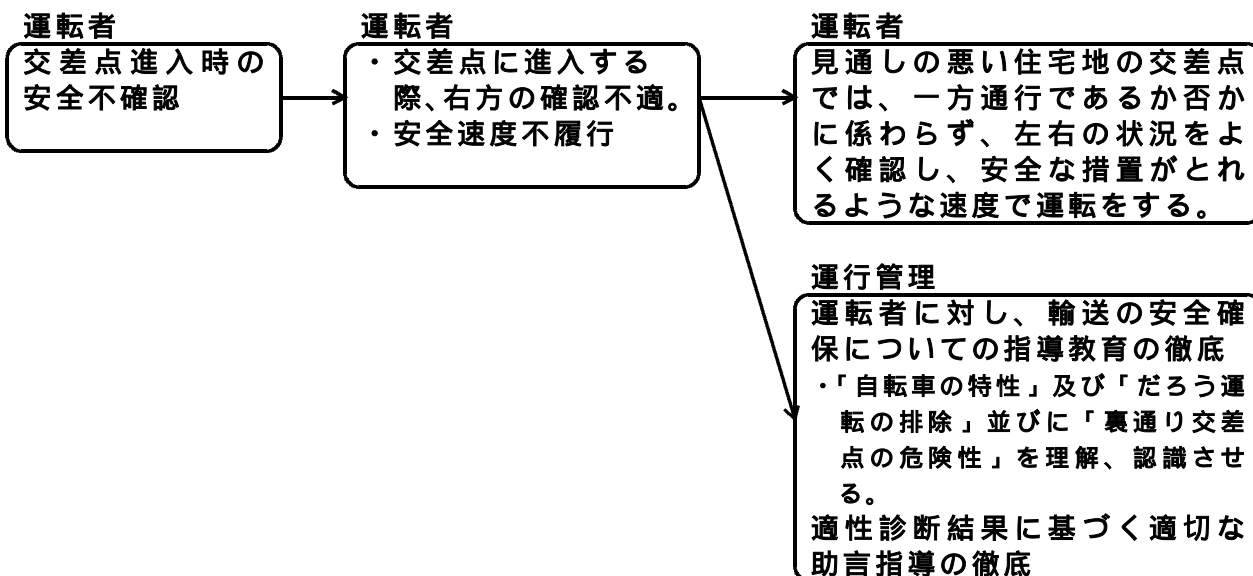 運転者
交差点進入時の
安全不確認
運転者
・交差点に進入する
際、右方の確認不適。
・安全速度不履行
運転者
見通しの悪い住宅地の交差点
では、一方通行であるか否か
に係わらず、左右の状況をよ
く確認し、安全な措置がとれ
るような速度で運転をする。
運行管理
運転者に対し、輸送の安全確
保についての指導教育の徹底
・「自転車の特性」及び「だろう運
転の排除」並びに「裏通り交差
点の危険性」を理解、認識させ
る。
適性診断結果に基づく適切な
助言指導の徹底